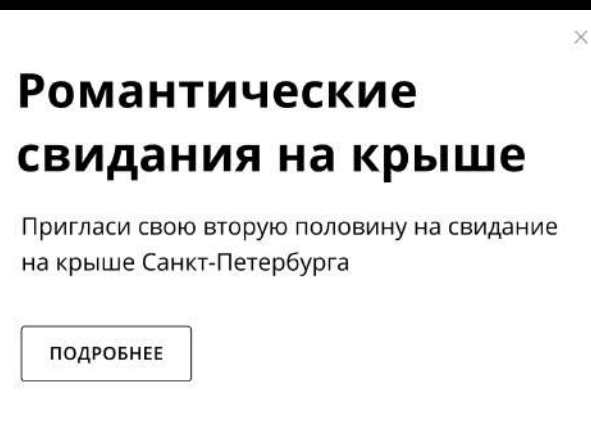 Романтические
свидания на крыше
Пригласи свою вторую половину на свидание
на крыше Санкт-Петербурга
ПОДРОБНЕЕ